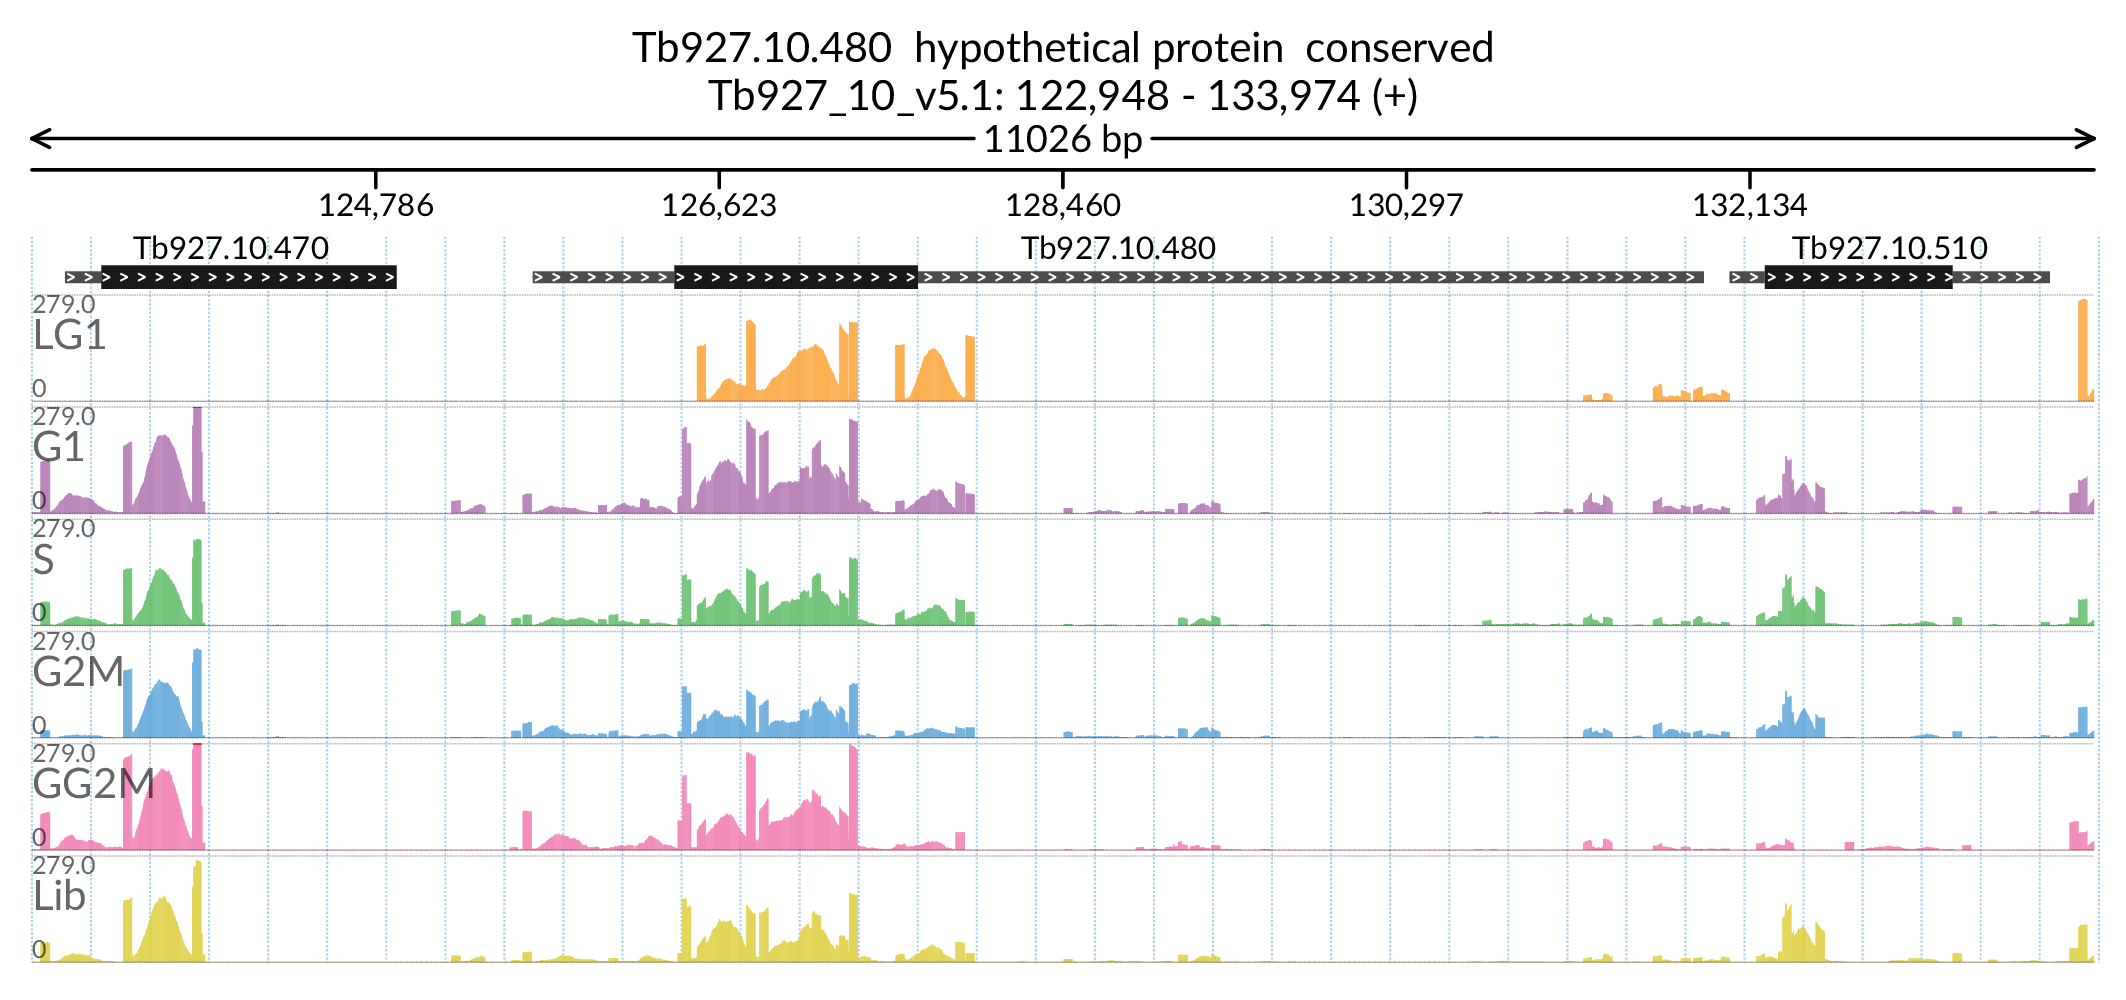 Tb927.10.480  hypothetical protein  conserved
Tb927_10_v5.1: 122,948 - 133,974 (+)
11026 bp
124,786 126,623 128,460 130,297 132,134
Tb927.10.470 Tb927.10.480 Tb927.10.510
279.0
LG1
0
279.0
G1
0
279.0
S
0
279.0
G2M
0
279.0
GG2M
0
279.0
Lib
0